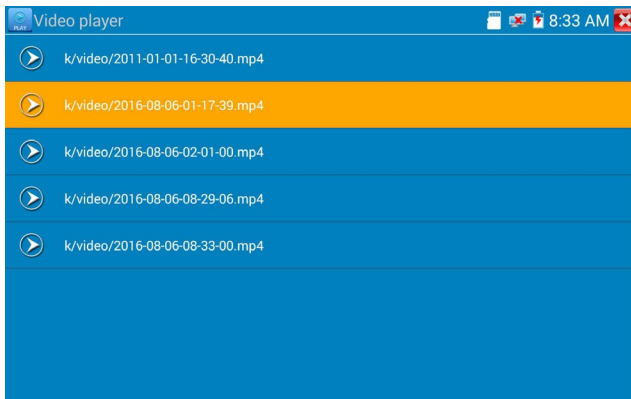 PLAY
Video player
8:33 AM
k/video/2011-01-01-16-30-40.mp4
k/video/2016-08-06-01-17-39.mp4
k/video/2016-08-06-02-01-00.mp4
k/video/2016-08-06-08-29-06.mp4
k/video/2016-08-06-08-33-00.mp4